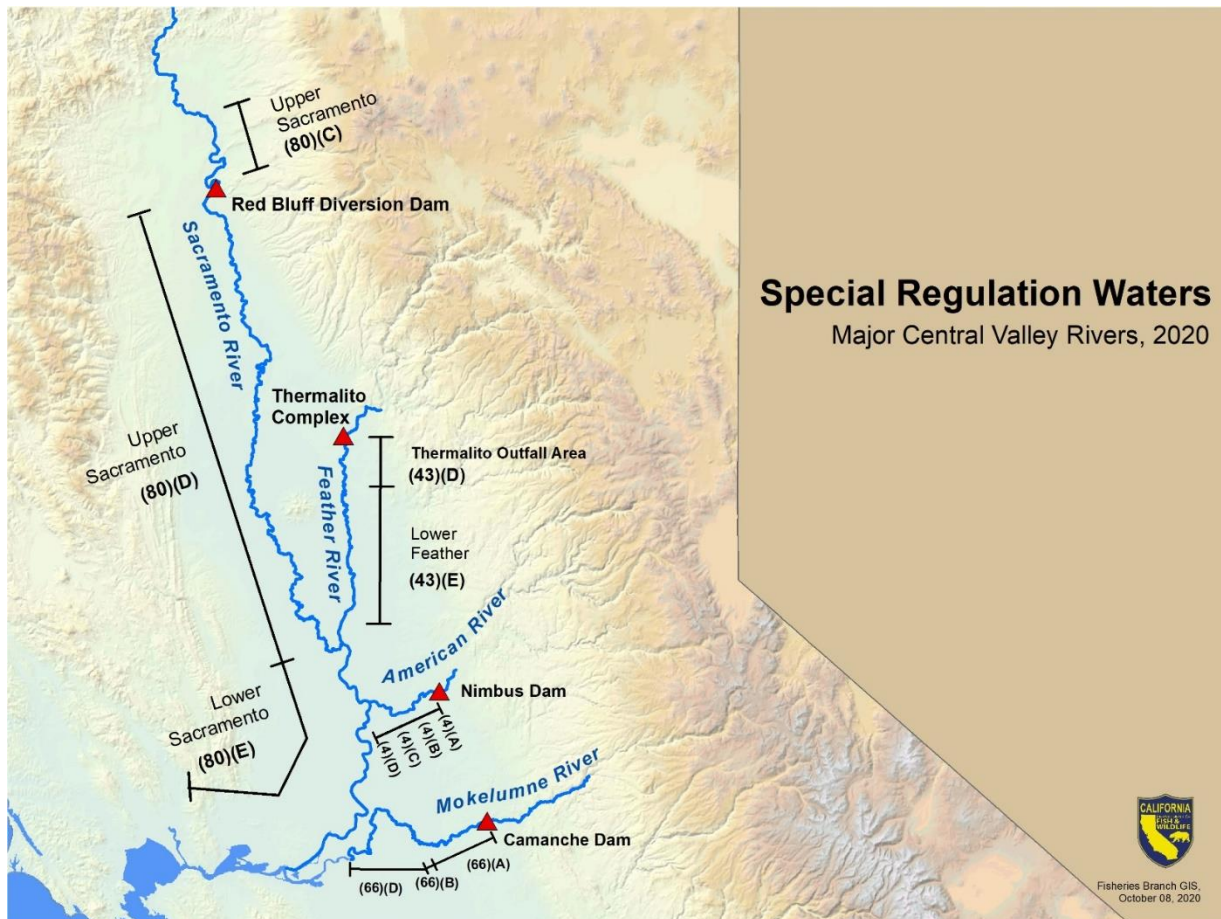 Upper
Sacramento
(80)(C)
Red Bluff Diversion Dam
Sacramento River
Special Regulation Waters
Major Central Valley Rivers, 2020
Thermalito
Complex
Thermalito Outfall Area
(43)(D)
Upper
Sacramento
(80)(D)
Feather River
Lower
Feather
(43)(E)
American River
Nimbus Dam
Lower
Sacramento
(80)(E)
(4)(A)
(4)(B)
(4)(C)
(4)(D)
Mokelumne River
Camanche Dam
(66)(A)
(66)(B)
(66)(D)
CALIFORNIA
FISH &
WILDLIFE
Fisheries Branch GIS,
October 08, 2020